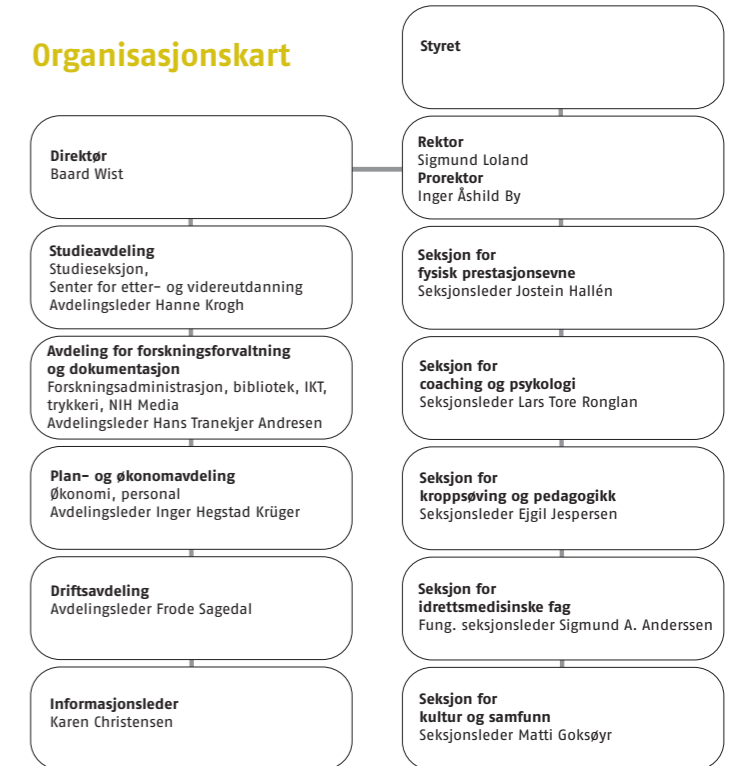 Organisasjonskart
Styret
Direktør
Baard Wist
Rektor
Sigmund Loland
Prorektor
Inger Åshild By
Studieavdeling
Studieseksjon,
Senter for etter- og videreutdanning
Avdelingsleder Hanne Krogh
Avdeling for forskningsforvaltning
og dokumentasjon
Forskningsadministrasjon, bibliotek, IKT,
trykkeri, NIH Media
Avdelingsleder Hans Tranekjer Andresen
Plan- og økonomavdeling
Økonomi, personal
Avdelingsleder Inger Hegstad Krüger
Driftsavdeling
Avdelingsleder Frode Sagedal
Informasjonsleder
Karen Christensen
Seksjon for
fysisk prestasjonsevne
Seksjonsleder Jostein Hallén
Seksjon for
coaching og psykologi
Seksjonsleder Lars Tore Ronglan
Seksjon for
kroppsøving og pedagogikk
Seksjonsleder Ejgil Jespersen
Seksjon for
idrettsmedisinske fag
Fung. seksjonsleder Sigmund A. Anderssen
Seksjon for
kultur og samfunn
Seksjonsleder Matti Goksøyr